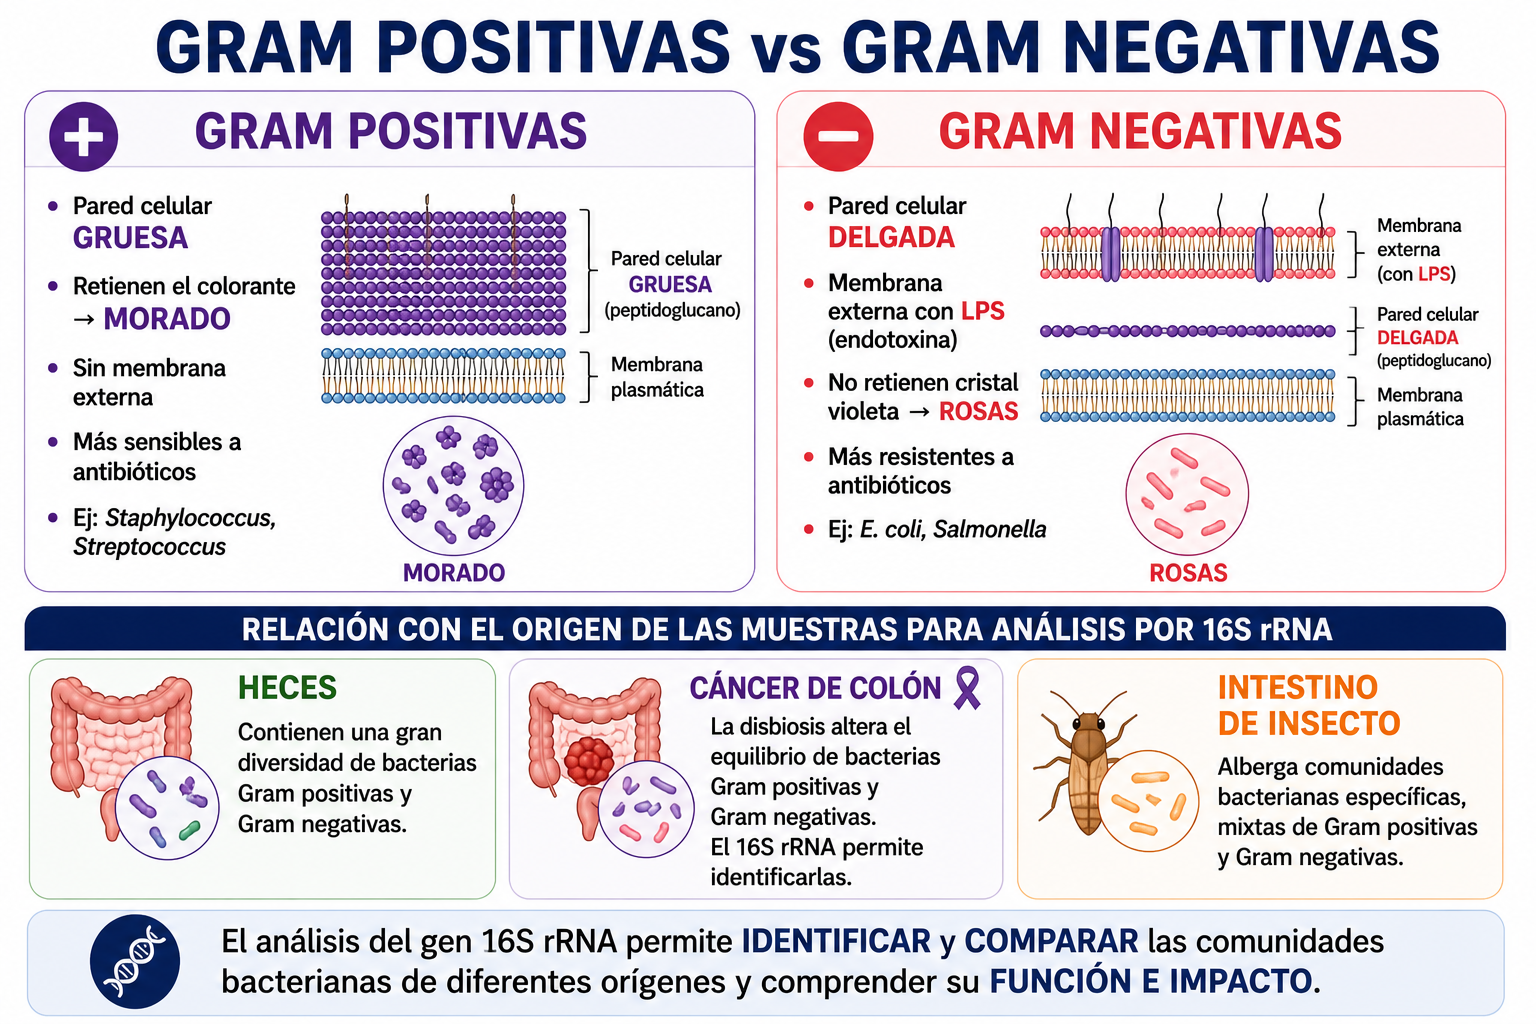 GRAM POSITIVAS vs GRAM NEGATIVAS
GRAM POSITIVAS
• Pared celular
GRUESA
• Retienen el colorante
→ MORADO
• Sin membrana
externa
• Más sensibles a
antibióticos
• Ej: Staphylococcus,
Streptococcus
Pared celular
GRUESA
(peptidoglucano)
Membrana
plasmática
MORADO
GRAM NEGATIVAS
• Pared celular
DELGADA
• Membrana
externa con LPS
(endotoxina)
• No retienen cristal
violeta → ROSAS
• Más resistentes a
antibióticos
• Ej: E. coli, Salmonella
Membrana
externa
(con LPS)
Pared celular
DELGADA
(peptidoglucano)
Membrana
plasmática
ROSAS
RELACIÓN CON EL ORIGEN DE LAS MUESTRAS PARA ANÁLISIS POR 16S rRNA
HECES
Contienen una gran
diversidad de bacterias
Gram positivas y
Gram negativas.
CÁNCER DE COLÓN
La disbiosis altera el
equilibrio de bacterias
Gram positivas y
Gram negativas.
El 16S rRNA permite
identificarlas.
INTESTINO
DE INSECTO
Alberga comunidades
bacterianas específicas,
mixtas de Gram positivas
y Gram negativas.
El análisis del gen 16S rRNA permite IDENTIFICAR y COMPARAR las comunidades
bacterianas de diferentes orígenes y comprender su FUNCIÓN E IMPACTO.